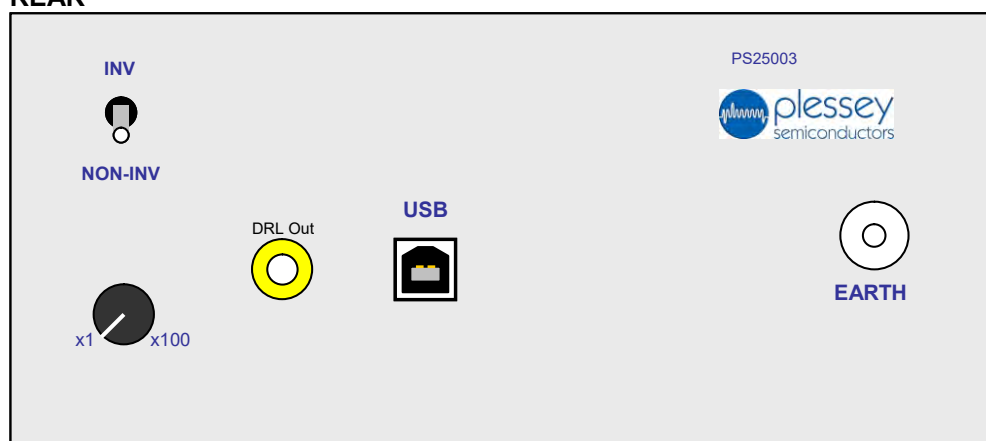 REAR
INV
PS25003
plessey
semiconductors
NON-INV
USB
DRL Out
EARTH
x1 x100